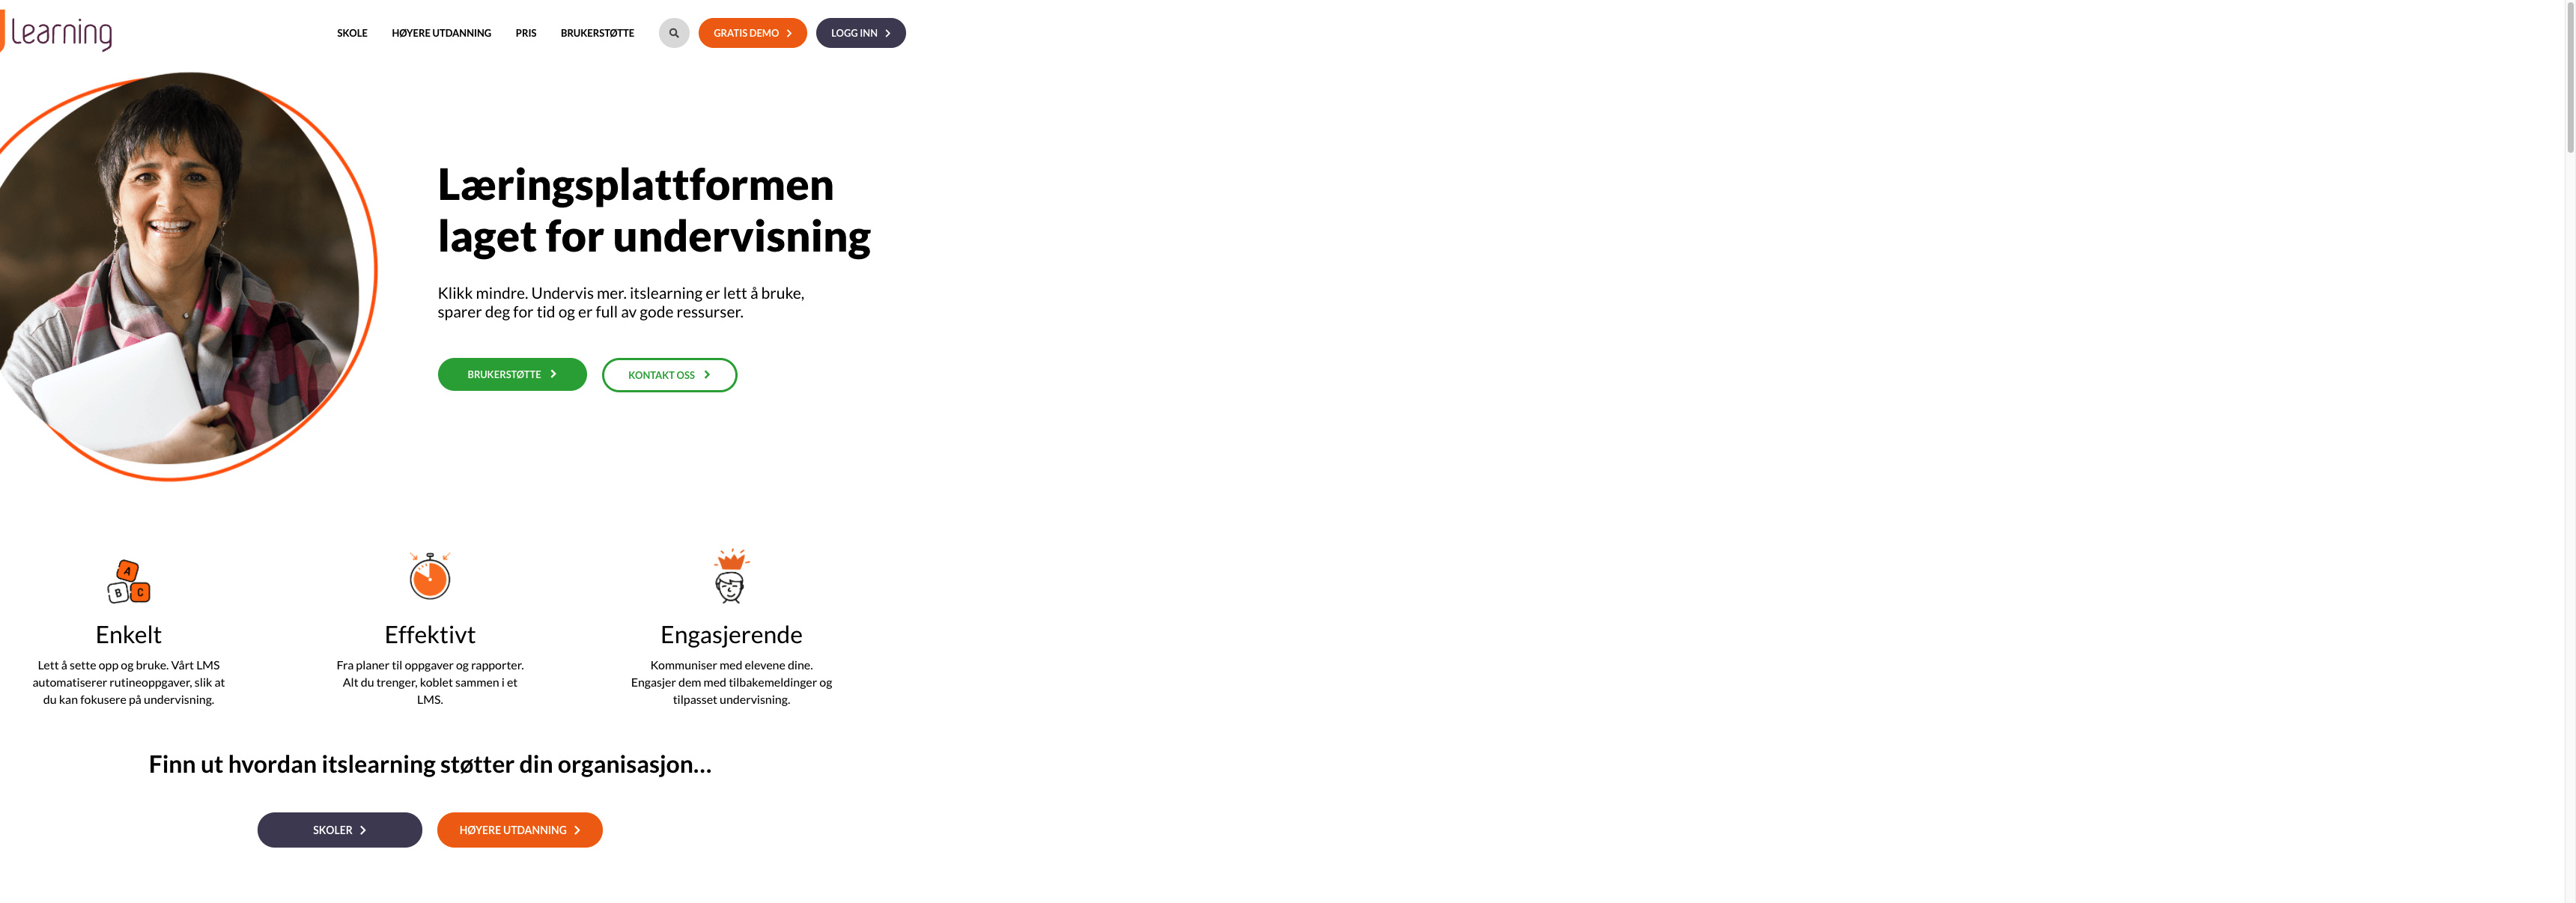 Learning
SKOLE
HØYERE UTDANNING
PRIS
BRUKERSTØTTE
GRATIS DEMO
LOGG INN
Læringsplattformen
laget for undervisning
Klikk mindre. Undervis mer. itslearning er lett å bruke,
sparer deg for tid og er full av gode ressurser.
BRUKERSTØTTE
KONTAKT OSS
A
B C
Enkelt
Lett å sette opp og bruke. Vårt LMS
automatiserer rutineoppgaver, slik at
du kan fokusere på undervisning.
Effektivt
Fra planer til oppgaver og rapporter.
Alt du trenger, koblet sammen i et
LMS.
Engasjerende
Kommuniser med elevene dine.
Engasjer dem med tilbakemeldinger og
tilpasset undervisning.
Finn ut hvordan itslearning støtter din organisasjon...
SKOLER
HØYERE UTDANNING